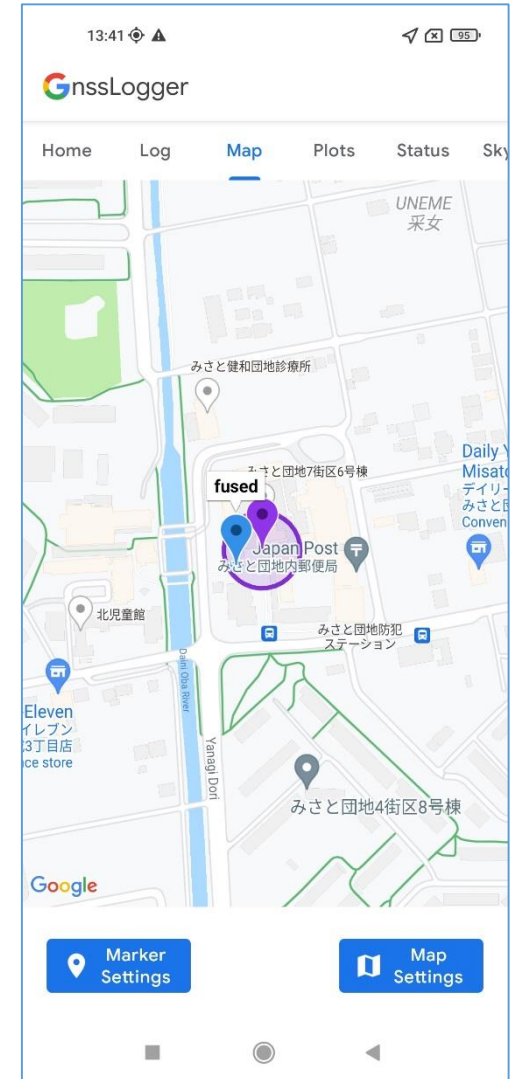 13:41
95
GnssLogger
Home Log Map Plots Status Sky
UNEME
采女
みさと健和団地診療所
Daily Y
Misato
デイリー
みさと団
Conven
みさと団地7街区6号棟
fused
Japan Post
みさと団地内郵便局
北児童館
みさと団地防犯
ステーション
Daini Oba River
Eleven
イレブン
3丁目店
ce store
Yanagi Dori
みさと団地4街区8号棟
Google
Marker
Settings
Map
Settings